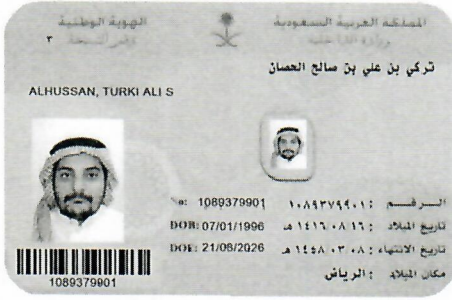 المملكة العربية السعودية
وزارة الداخلية
الهوية الوطنية
٣
تركي بن علي بن صالح الحصان
ALHUSSAN, TURKI ALI S
No: 1089379901
الرقم : ١٠٨٩٣٧٩٩٠١
DOB: 07/01/1996
تاريخ الميلاد : ١٤١٦/٠٨/١٦ هـ
DOE: 21/08/2026
تاريخ الانتهاء : ١٤٤٨/٠٣/٠٨ هـ
مكان الميلاد : الرياض
1089379901